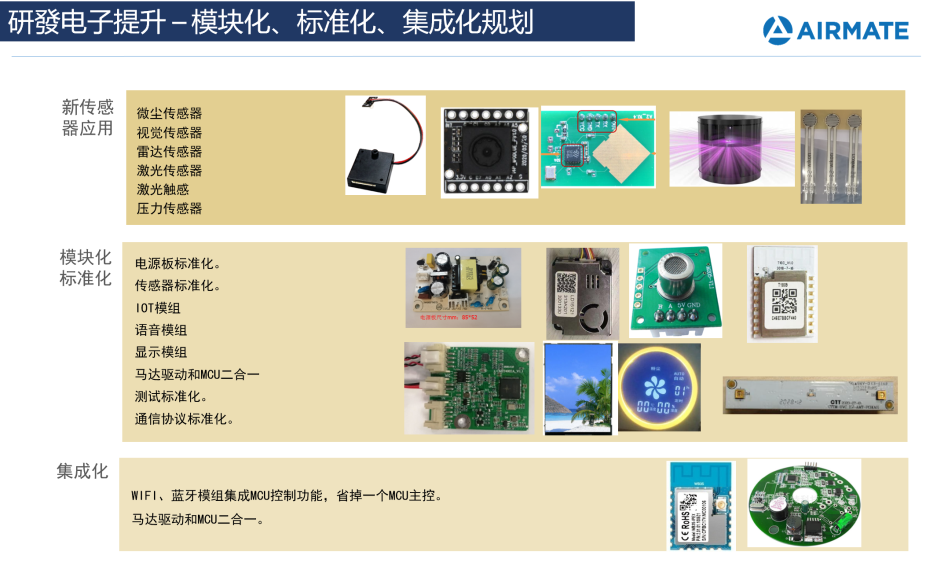 研發电子提升 – 模块化、标准化、集成化规划
AIRMATE
新传感
器应用
微尘传感器
视觉传感器
雷达传感器
激光传感器
激光触感
压力传感器
模块化
标准化
电源板标准化。
传感器标准化。
IOT模组
语音模组
显示模组
马达驱动和MCU二合一
测试标准化。
通信协议标准化。
电源板尺寸mm: 85*52
B A 5V GND
集成化
WIFI、蓝牙模组集成MCU控制功能，省掉一个MCU主控。
马达驱动和MCU二合一。
CE RoHS